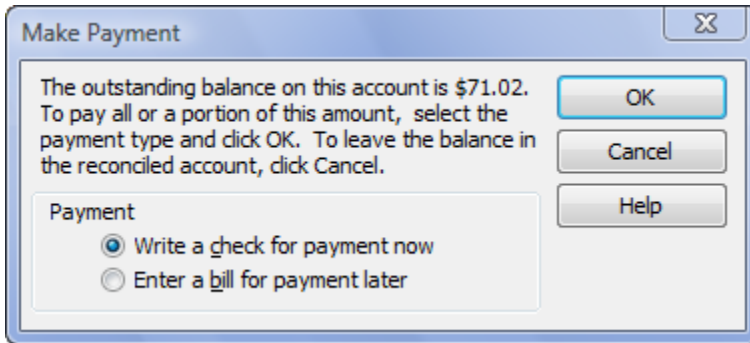 Make Payment
The outstanding balance on this account is $71.02.
To pay all or a portion of this amount, select the
payment type and click OK. To leave the balance in
the reconciled account, click Cancel.
OK
Cancel
Help
Payment
Write a check for payment now
Enter a bill for payment later